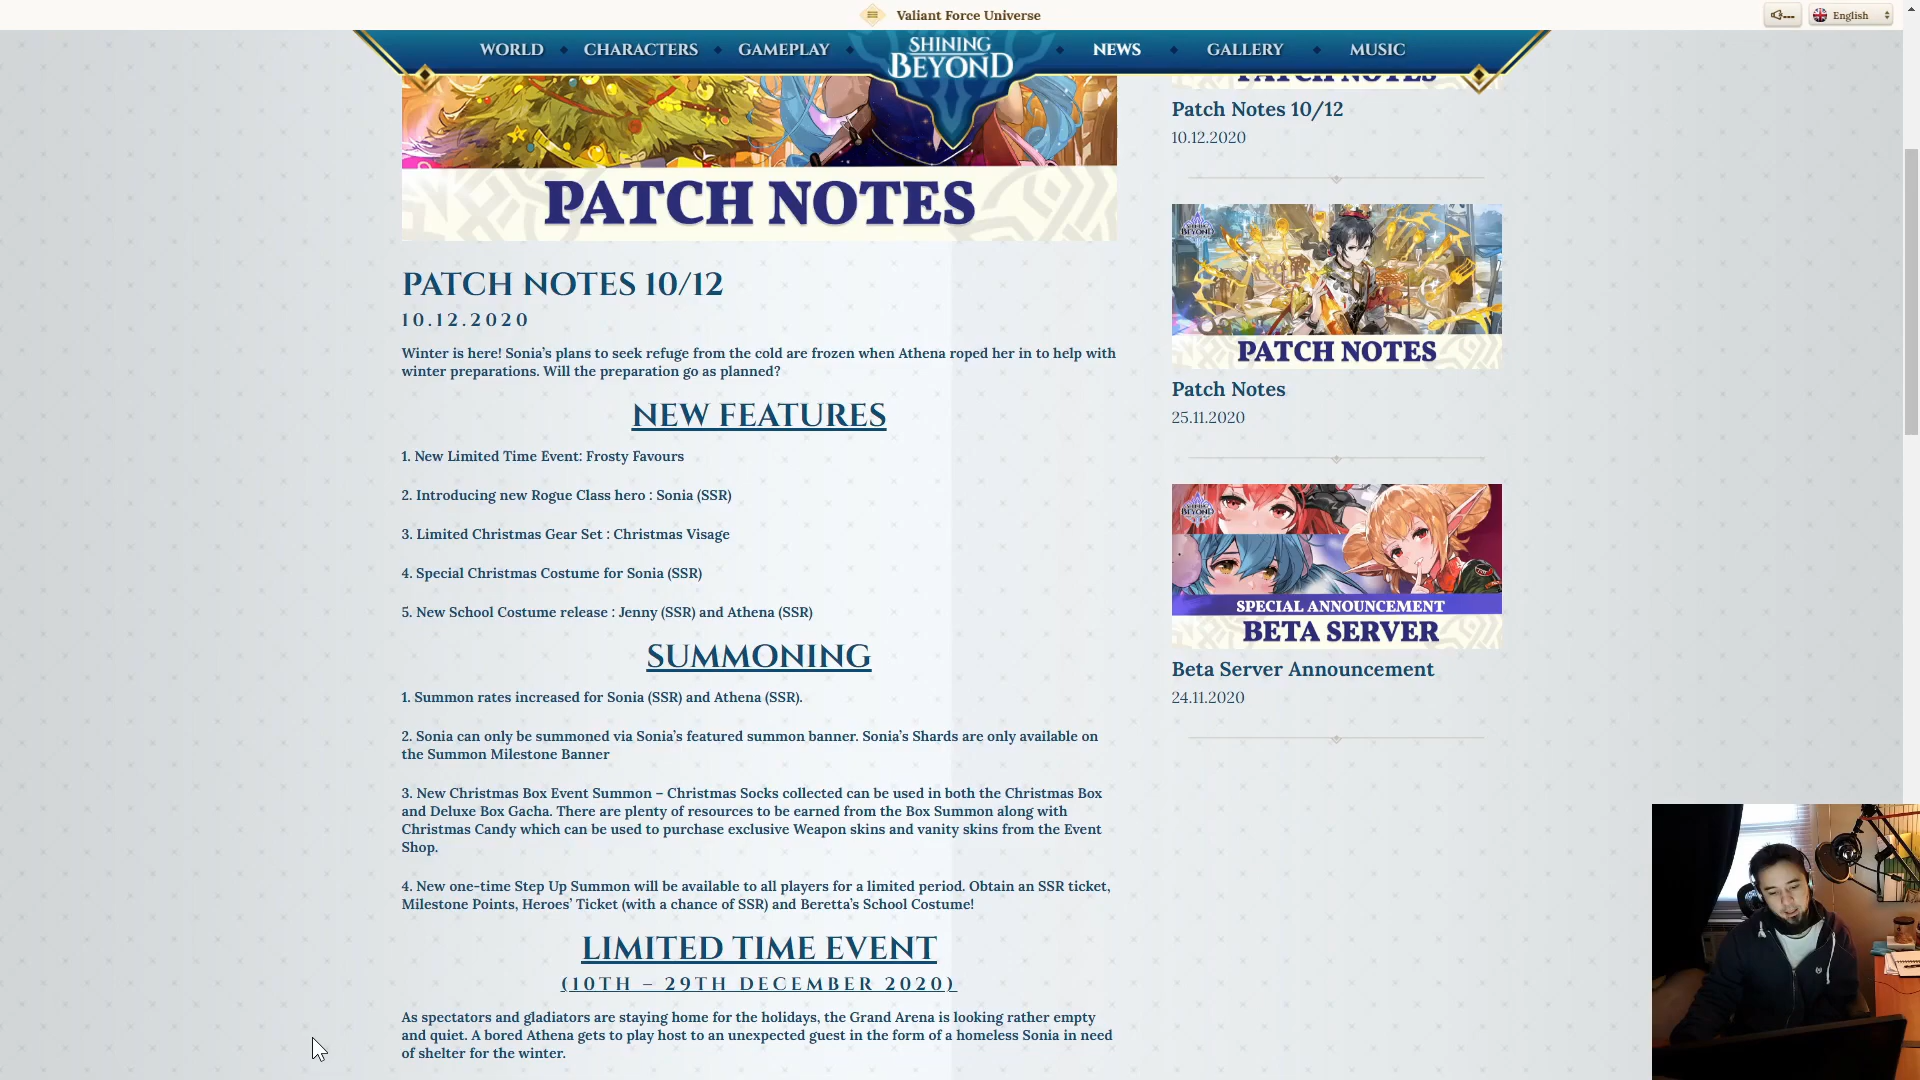 Valiant Force Universe
English
WORLD
CHARACTERS
GAMEPLAY
SHINING
BEYOND
NEWS
GALLERY
MUSIC
PATCH NOTES
PATCH NOTES 10/12
10.12.2020
Winter is here! Sonia's plans to seek refuge from the cold are frozen when Athena roped her in to help with
winter preparations. Will the preparation go as planned?
NEW FEATURES
1. New Limited Time Event: Frosty Favours
2. Introducing new Rogue Class hero : Sonia (SSR)
3. Limited Christmas Gear Set : Christmas Visage
4. Special Christmas Costume for Sonia (SSR)
5. New School Costume release : Jenny (SSR) and Athena (SSR)
SUMMONING
1. Summon rates increased for Sonia (SSR) and Athena (SSR).
2. Sonia can only be summoned via Sonia's featured summon banner. Sonia's Shards are only available on
the Summon Milestone Banner
3. New Christmas Box Event Summon – Christmas Socks collected can be used in both the Christmas Box
and Deluxe Box Gacha. There are plenty of resources to be earned from the Box Summon along with
Christmas Candy which can be used to purchase exclusive Weapon skins and vanity skins from the Event
Shop.
4. New one-time Step Up Summon will be available to all players for a limited period. Obtain an SSR ticket,
Milestone Points, Heroes' Ticket (with a chance of SSR) and Beretta's School Costume!
LIMITED TIME EVENT
(10TH – 29TH DECEMBER 2020)
As spectators and gladiators are staying home for the holidays, the Grand Arena is looking rather empty
and quiet. A bored Athena gets to play host to an unexpected guest in the form of a homeless Sonia in need
of shelter for the winter.
PATCH NOTES
Patch Notes 10/12
10.12.2020
SHINING
BEYOND
PATCH NOTES
Patch Notes
25.11.2020
SHINING
BEYOND
SPECIAL ANNOUNCEMENT
BETA SERVER
Beta Server Announcement
24.11.2020